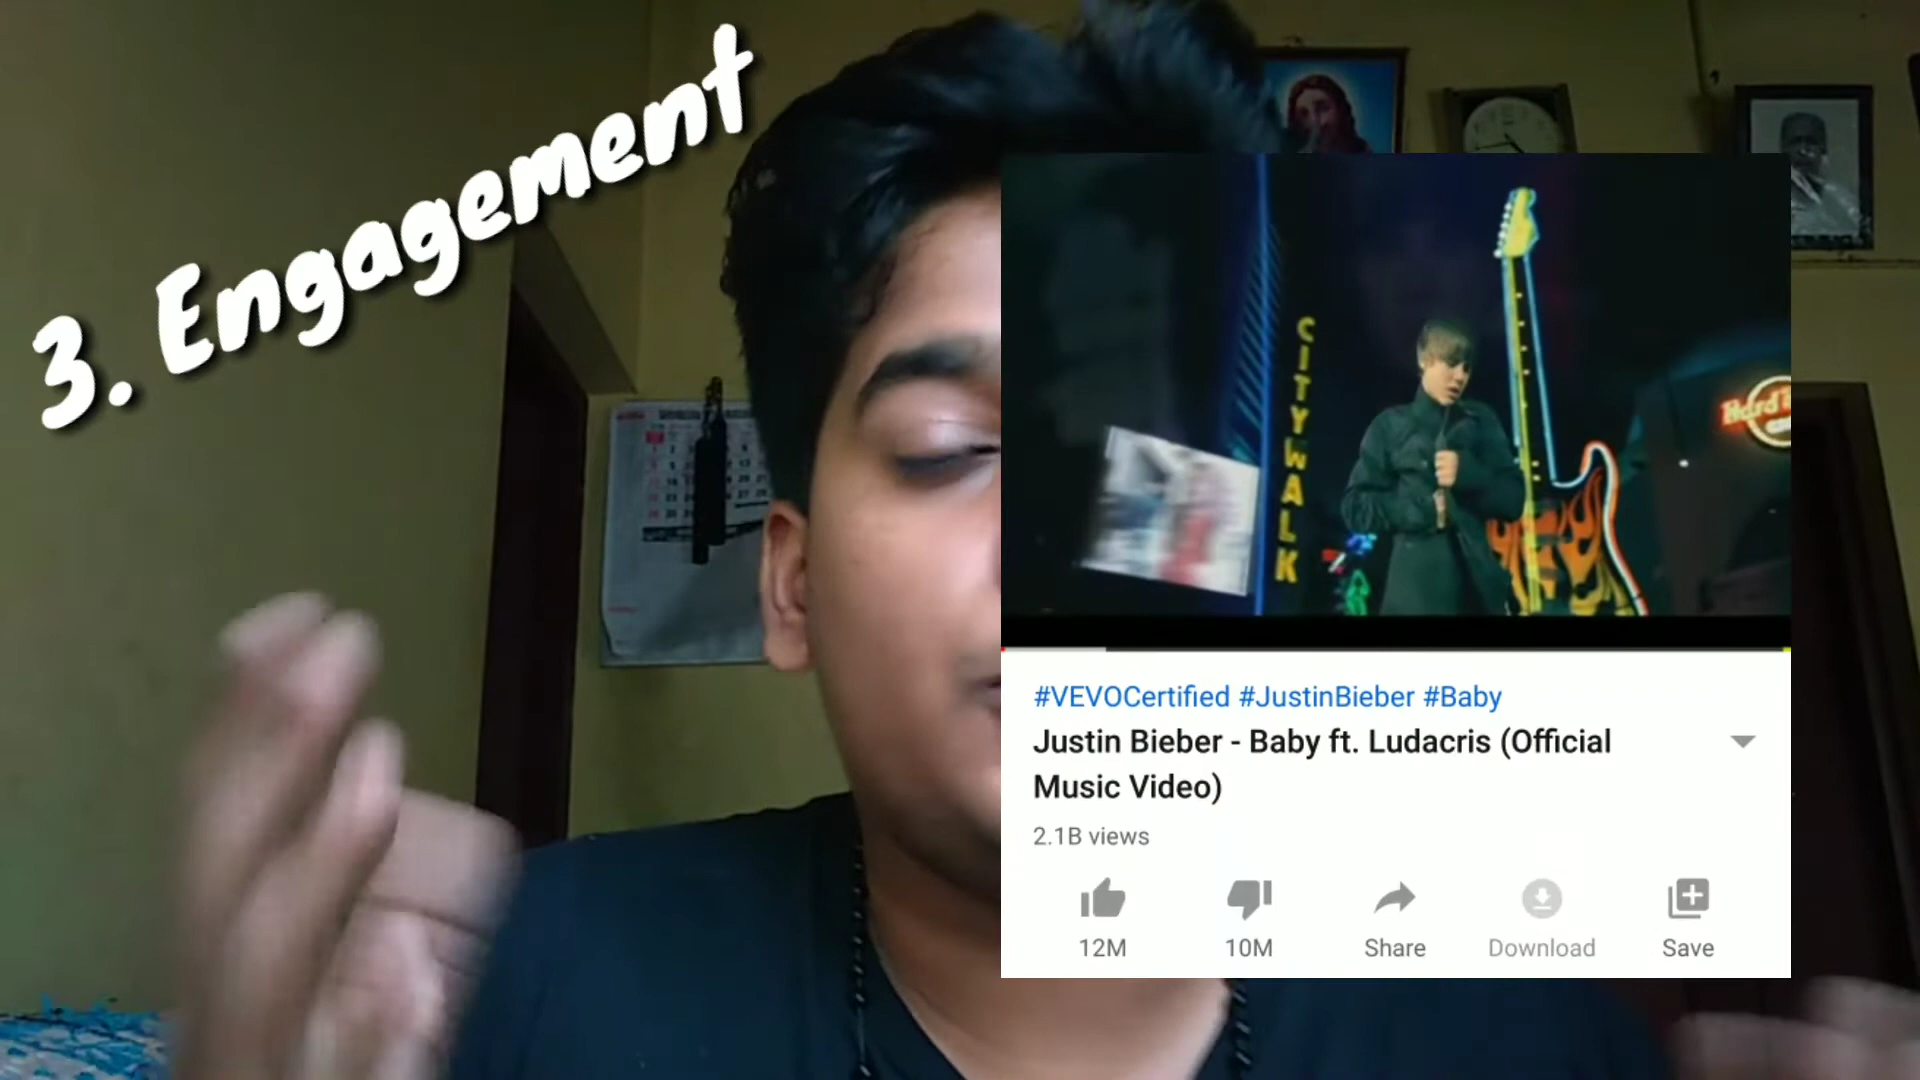 3. Engagement
CITYWALK
Hard
#VEVOCertified #JustinBieber #Baby
Justin Bieber - Baby ft. Ludacris (Official
Music Video)
2.1B views
12M 10M Share Download Save